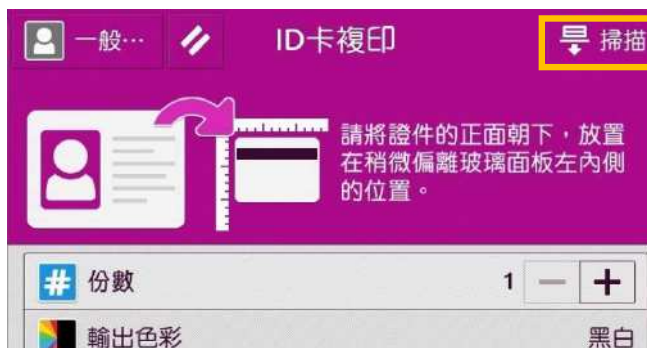 一般… ID卡複印 掃描
請將證件的正面朝下，放置
在稍微偏離玻璃面板左內側
的位置。
份數 1 － ＋
輸出色彩 黑白